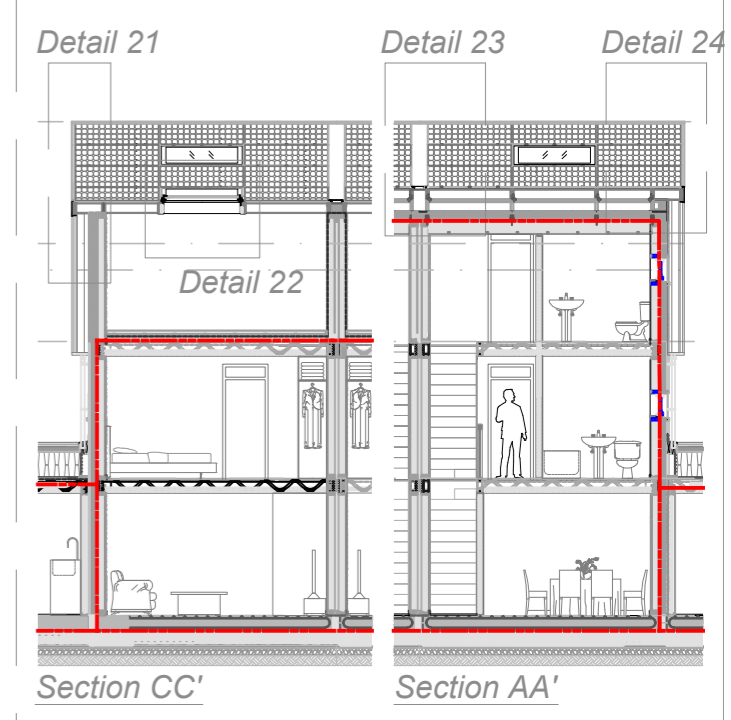 Detail 21
Detail 23
Detail 24
Detail 22
Section CC'
Section AA'